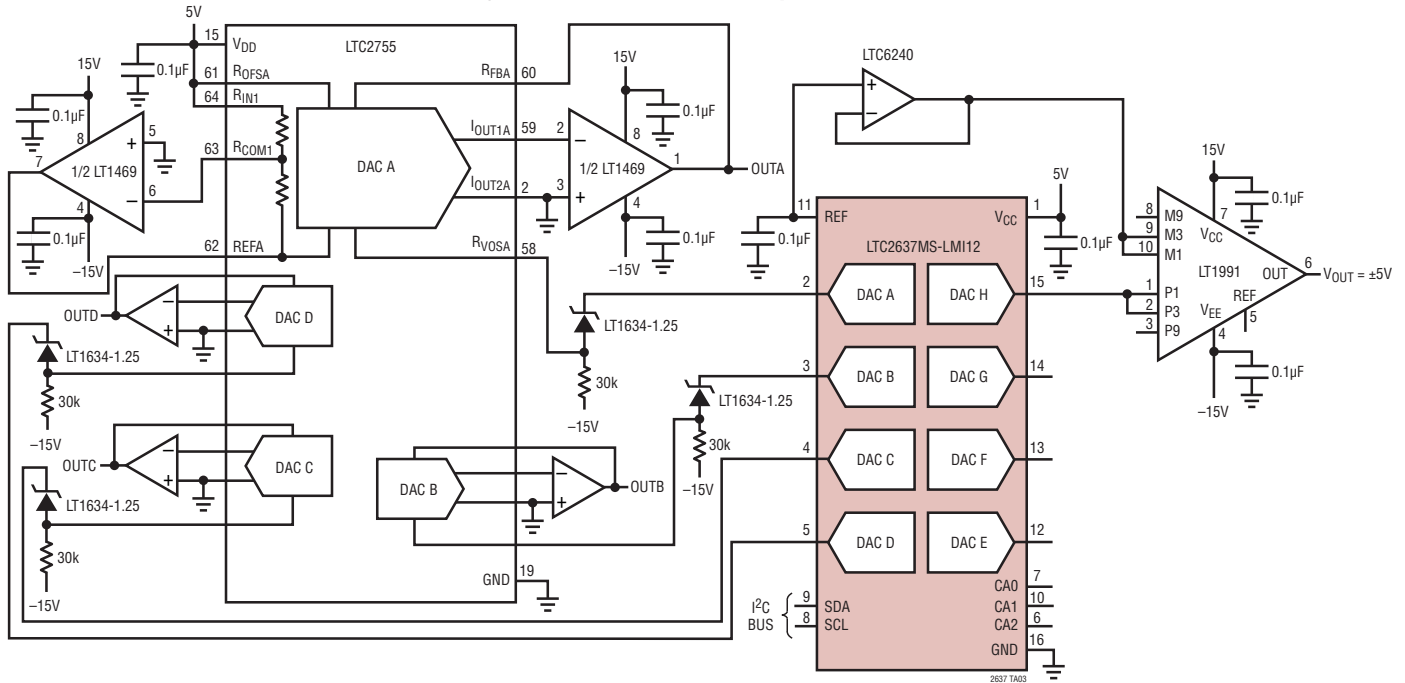 5V
15
VDD
LTC2755
0.1µF
61
ROFSA
64
RIN1
RFBA
60
15V
0.1µF
8
5
+
7
1/2 LT1469
6
–
4
0.1µF
–15V
63
RCOM1
DAC A
IOUT1A
59
2
–
15V
0.1µF
8
1/2 LT1469
1
OUTA
IOUT2A
2
3
+
4
0.1µF
–15V
62
REFA
RVOSA
58
LTC6240
+
–
5V
11
REF
VCC
1
0.1µF
0.1µF
LTC2637MS-LMI12
15V
0.1µF
7
8
M9
VCC
9
M3
10
M1
LT1991
OUT
6
VOUT = ±5V
1
P1
REF
2
P3
VEE
5
3
P9
4
0.1µF
–15V
2
DAC A
DAC H
15
3
DAC B
DAC G
14
4
DAC C
DAC F
13
5
DAC D
DAC E
12
CA0
7
9
SDA
CA1
10
I2C
BUS
8
SCL
CA2
6
GND
16
2637 TA03
OUTD
–
+
DAC D
LT1634-1.25
30k
–15V
LT1634-1.25
30k
–15V
LT1634-1.25
30k
–15V
OUTC
–
+
DAC C
LT1634-1.25
30k
–15V
DAC B
–
+
OUTB
GND
19